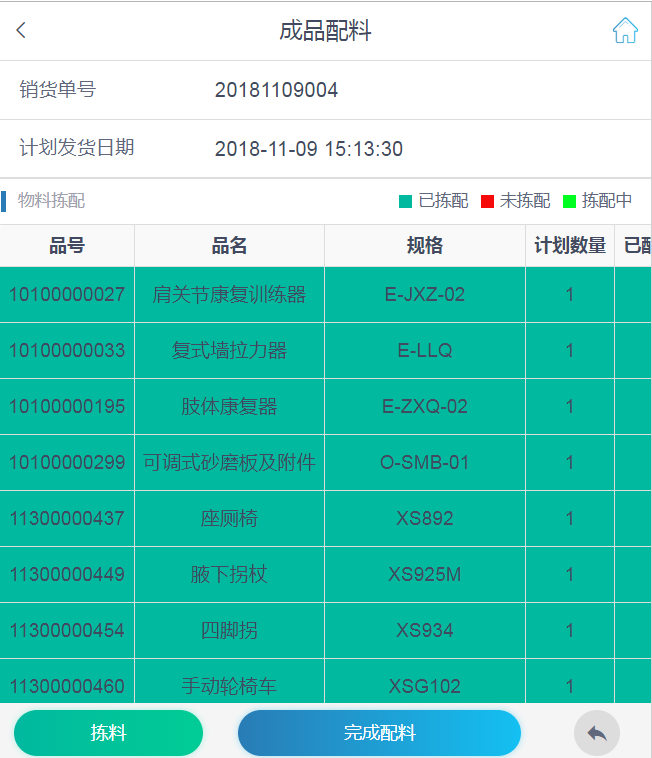 成品配料
销货单号 20181109004
计划发货日期 2018-11-09 15:13:30
物料拣配 已拣配 未拣配 拣配中
品号 品名 规格 计划数量 已配
10100000027 肩关节康复训练器 E-JXZ-02 1
10100000033 复式墙拉力器 E-LLQ 1
10100000195 肢体康复器 E-ZXQ-02 1
10100000299 可调式砂磨板及附件 O-SMB-01 1
11300000437 座厕椅 XS892 1
11300000449 腋下拐杖 XS925M 1
11300000454 四脚拐 XS934 1
11300000460 手动轮椅车 XSG102 1
拣料 完成配料